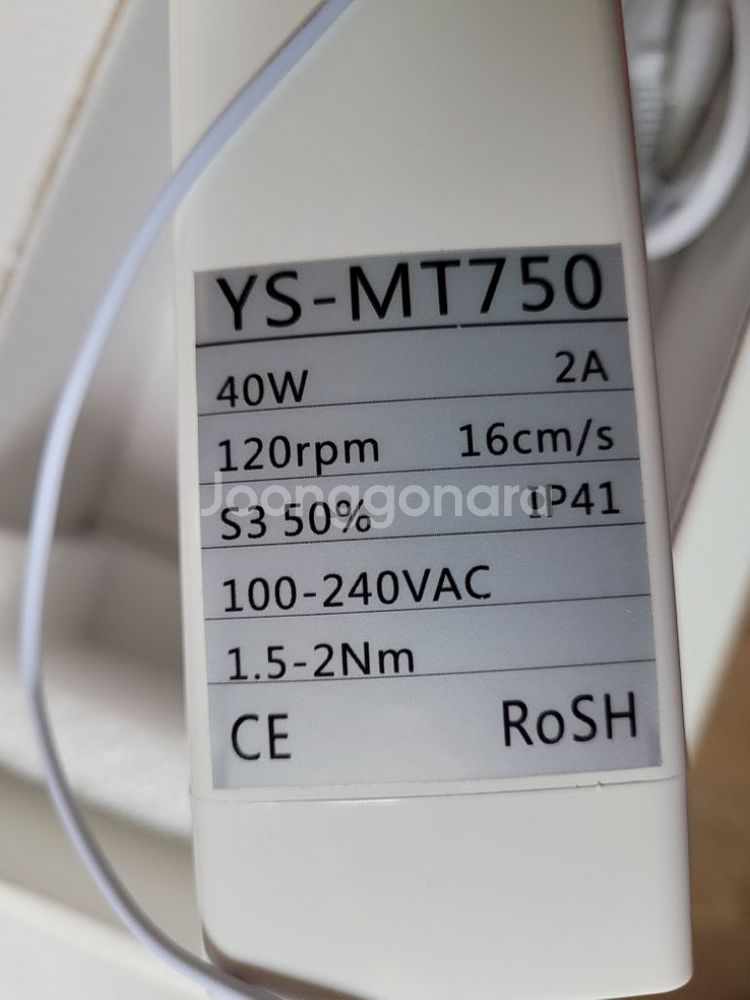 YS-MT750
40W 2A
120rpm 16cm/s
S3 50% IP41
Joonggonara
100-240VAC
1.5-2Nm
CE RoSH